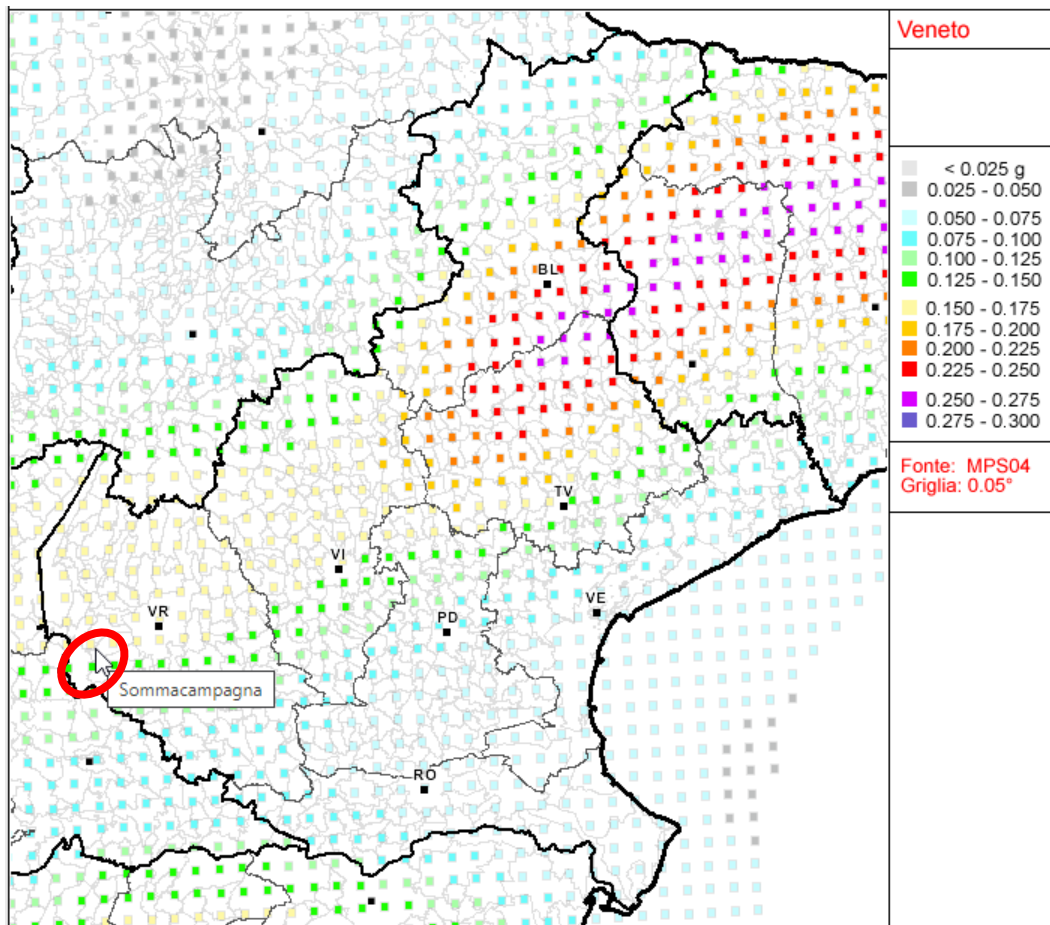 Veneto
< 0.025 g
0.025 - 0.050
0.050 - 0.075
0.075 - 0.100
0.100 - 0.125
0.125 - 0.150
0.150 - 0.175
0.175 - 0.200
0.200 - 0.225
0.225 - 0.250
0.250 - 0.275
0.275 - 0.300
Fonte: MPS04
Griglia: 0.05°
BL
TV
VI
VR
PD
VE
Sommacampagna
RO